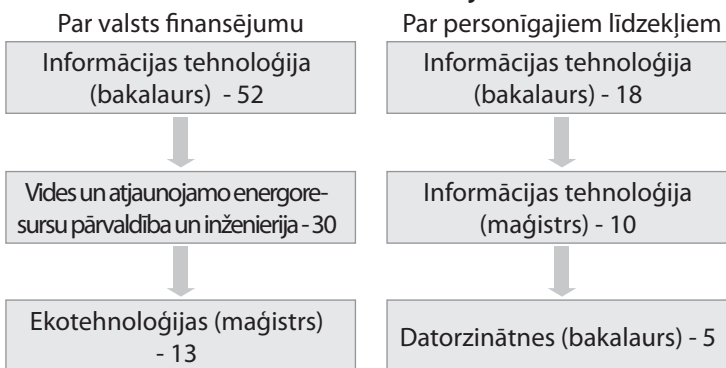 Par valsts finansējumu
Informācijas tehnoloģija
(bakalaurs) - 52
Vides un atjaunojamo energore-
sursu pārvaldība un inženierija - 30
Ekotehnoloģijas (maģistrs)
- 13
Par personīgajiem līdzekļiem
Informācijas tehnoloģija
(bakalaurs) - 18
Informācijas tehnoloģija
(maģistrs) - 10
Datorzinātnes (bakalaurs) - 5